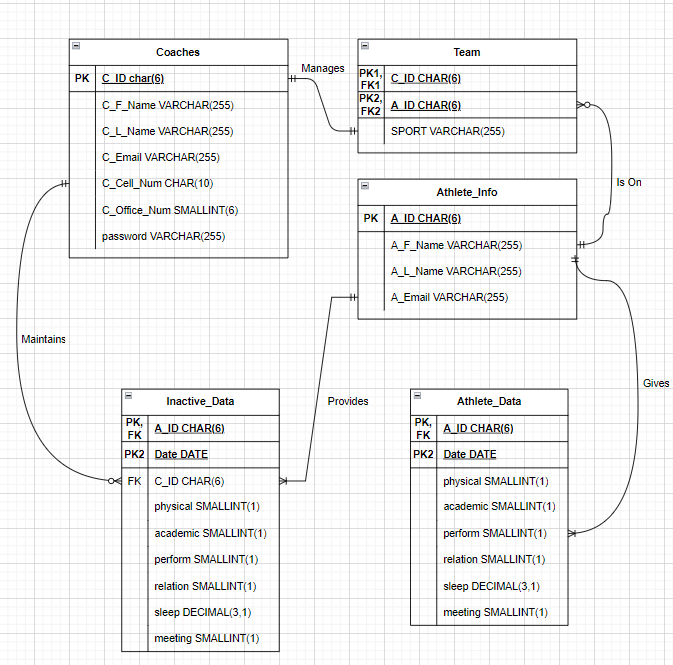 Coaches
PK C_ID char(6)
C_F_Name VARCHAR(255)
C_L_Name VARCHAR(255)
C_Email VARCHAR(255)
C_Cell_Num CHAR(10)
C_Office_Num SMALLINT(6)
password VARCHAR(255)
Manages
Team
PK1,
FK1 C_ID CHAR(6)
PK2,
FK2 A_ID CHAR(6)
SPORT VARCHAR(255)
Is On
Athlete_Info
PK A_ID CHAR(6)
A_F_Name VARCHAR(255)
A_L_Name VARCHAR(255)
A_Email VARCHAR(255)
Maintains
Provides
Gives
Inactive_Data
PK,
FK A_ID CHAR(6)
PK2 Date DATE
FK C_ID CHAR(6)
physical SMALLINT(1)
academic SMALLINT(1)
perform SMALLINT(1)
relation SMALLINT(1)
sleep DECIMAL(3,1)
meeting SMALLINT(1)
Athlete_Data
PK,
FK A_ID CHAR(6)
PK2 Date DATE
physical SMALLINT(1)
academic SMALLINT(1)
perform SMALLINT(1)
relation SMALLINT(1)
sleep DECIMAL(3,1)
meeting SMALLINT(1)